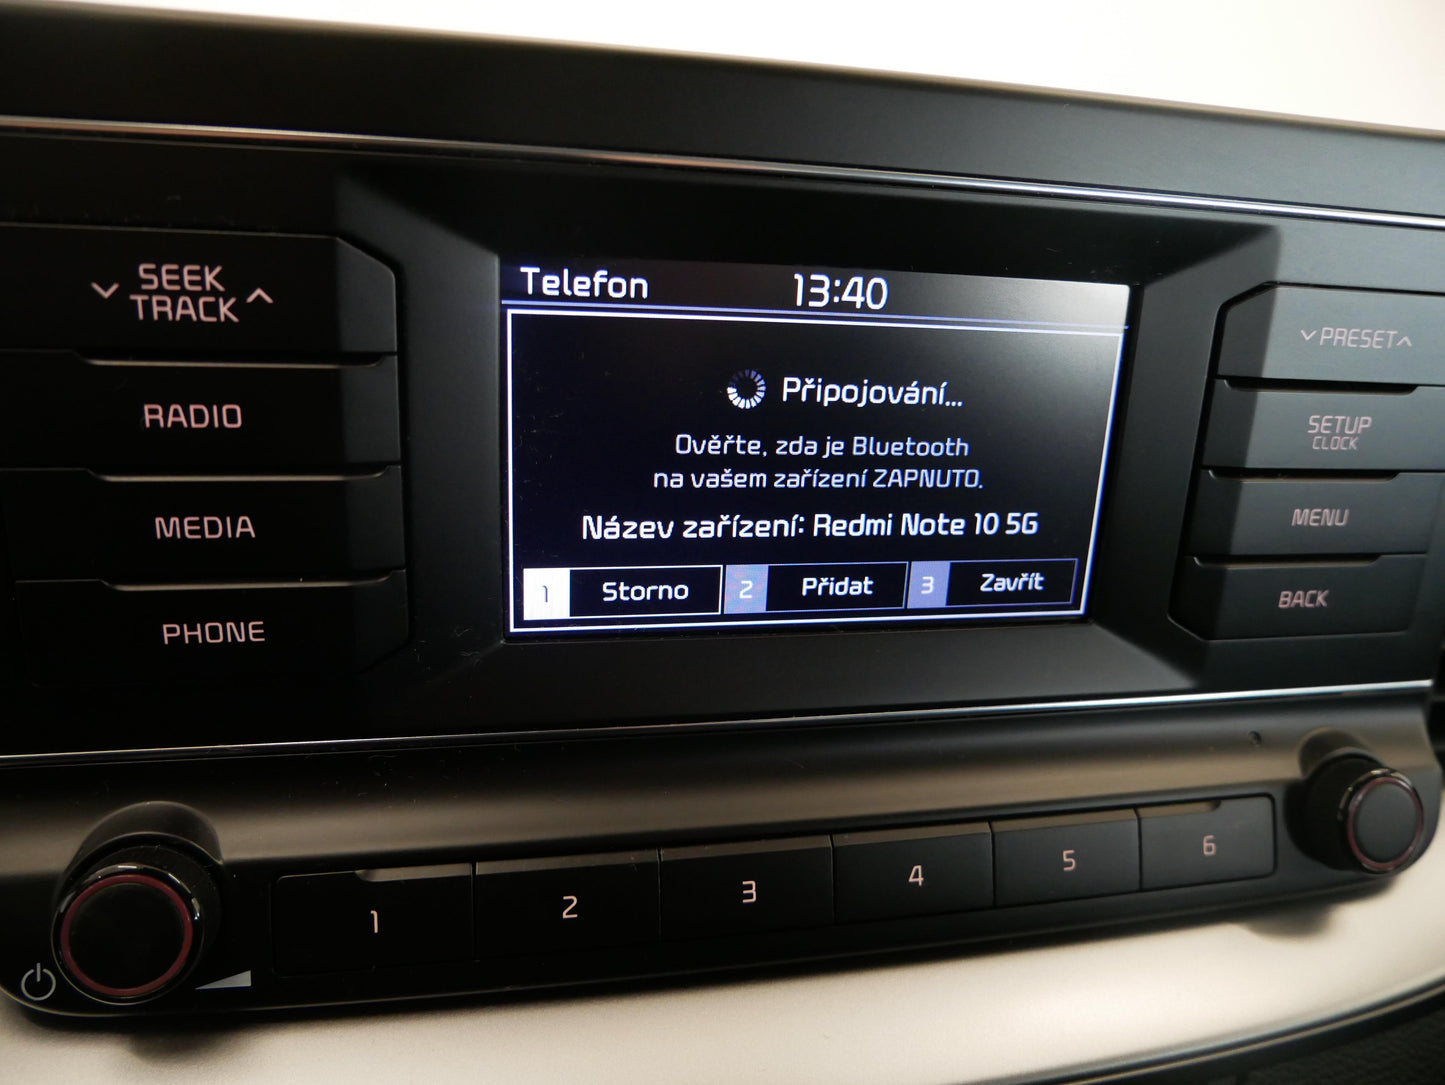 SEEK
TRACK
RADIO
MEDIA
PHONE
Telefon 13:40
Připojování...
Ověřte, zda je Bluetooth
na vašem zařízení ZAPNUTO.
Název zařízení: Redmi Note 10 5G
1 Storno 2 Přidat 3 Zavřít
PRESET
SETUP
CLOCK
MENU
BACK
1 2 3 4 5 6